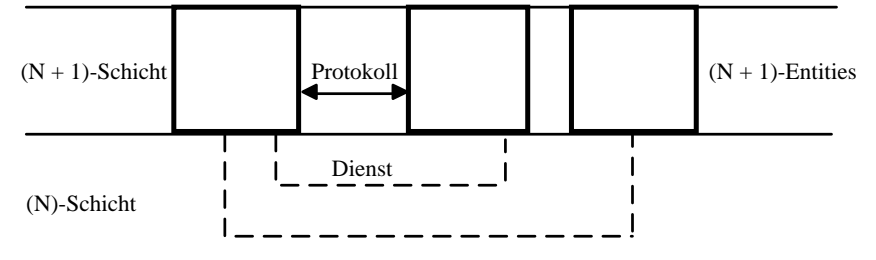 (N + 1)-Schicht
Protokoll
(N + 1)-Entities
Dienst
(N)-Schicht